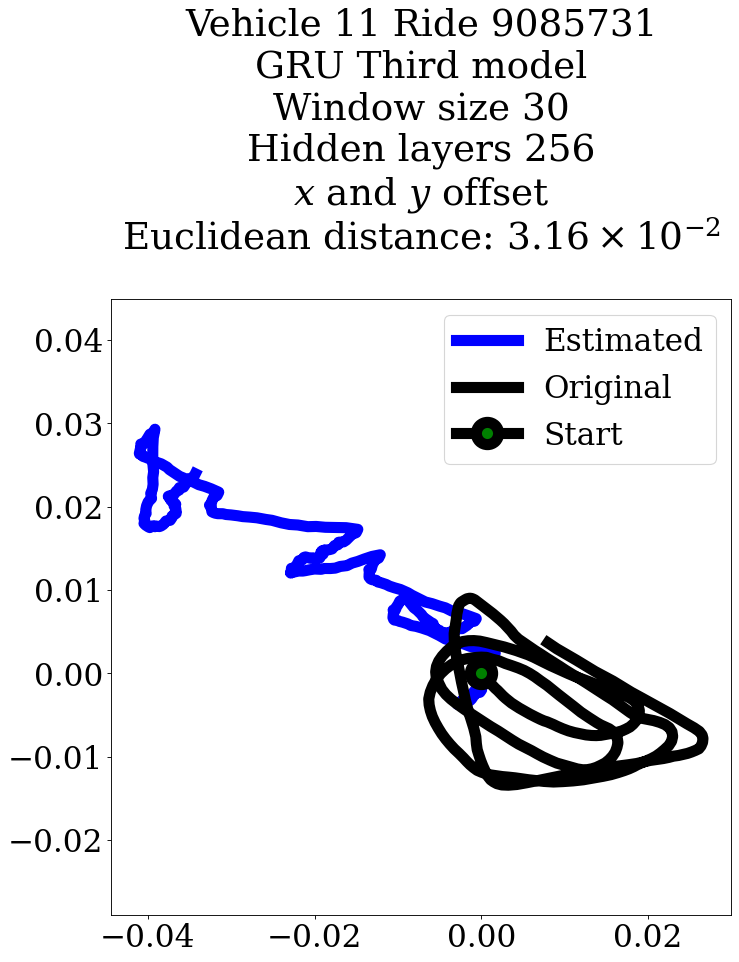 Vehicle 11 Ride 9085731
GRU Third model
Window size 30
Hidden layers 256
x and y offset
Euclidean distance: 3.16 × 10⁻²
Estimated
Original
Start
0.04
0.03
0.02
0.01
0.00
−0.01
−0.02
−0.04 −0.02 0.00 0.02